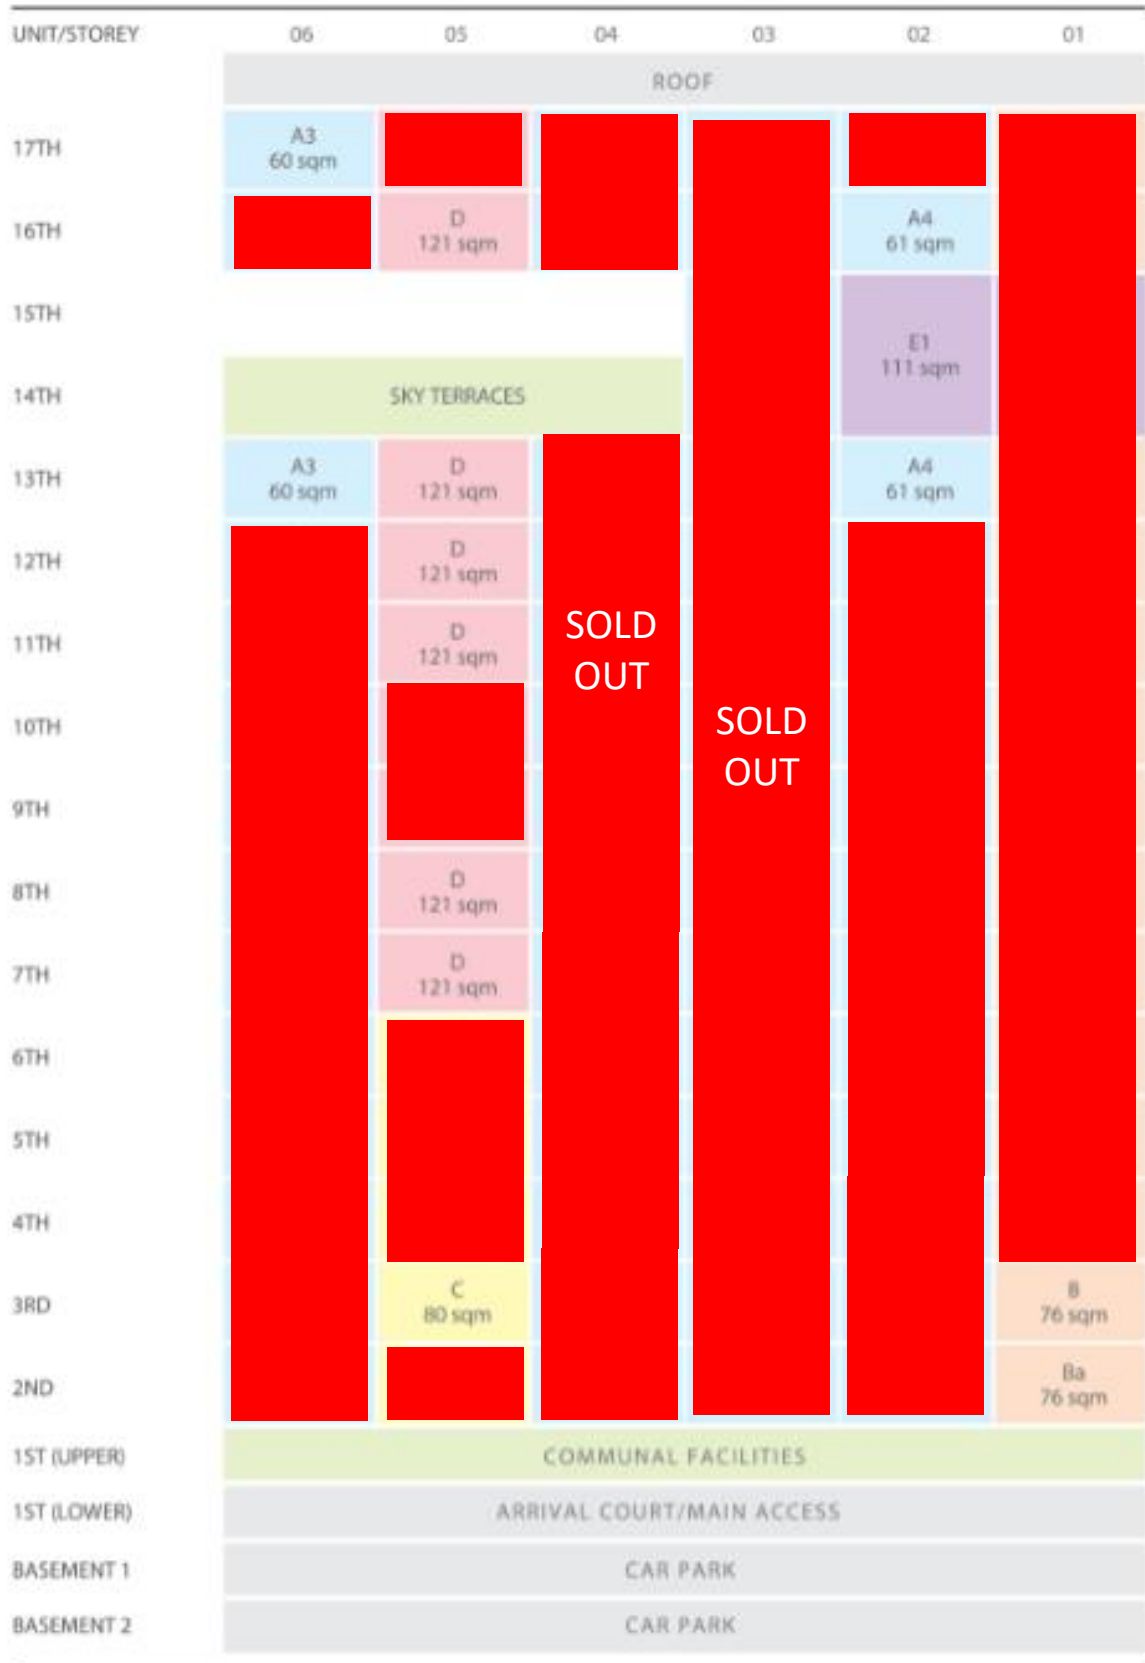 UNIT/STOREY 06 05 04 03 02 01
ROOF
17TH A3
60 sqm
16TH D A4
121 sqm 61 sqm
15TH
E1
111 sqm
14TH SKY TERRACES
13TH A3 D A4
60 sqm 121 sqm 61 sqm
12TH D
121 sqm
11TH D
121 sqm
SOLD
OUT
10TH
SOLD
OUT
9TH
8TH D
121 sqm
7TH D
121 sqm
6TH
5TH
4TH
3RD C B
80 sqm 76 sqm
2ND Ba
76 sqm
1ST (UPPER) COMMUNAL FACILITIES
1ST (LOWER) ARRIVAL COURT/MAIN ACCESS
BASEMENT 1 CAR PARK
BASEMENT 2 CAR PARK